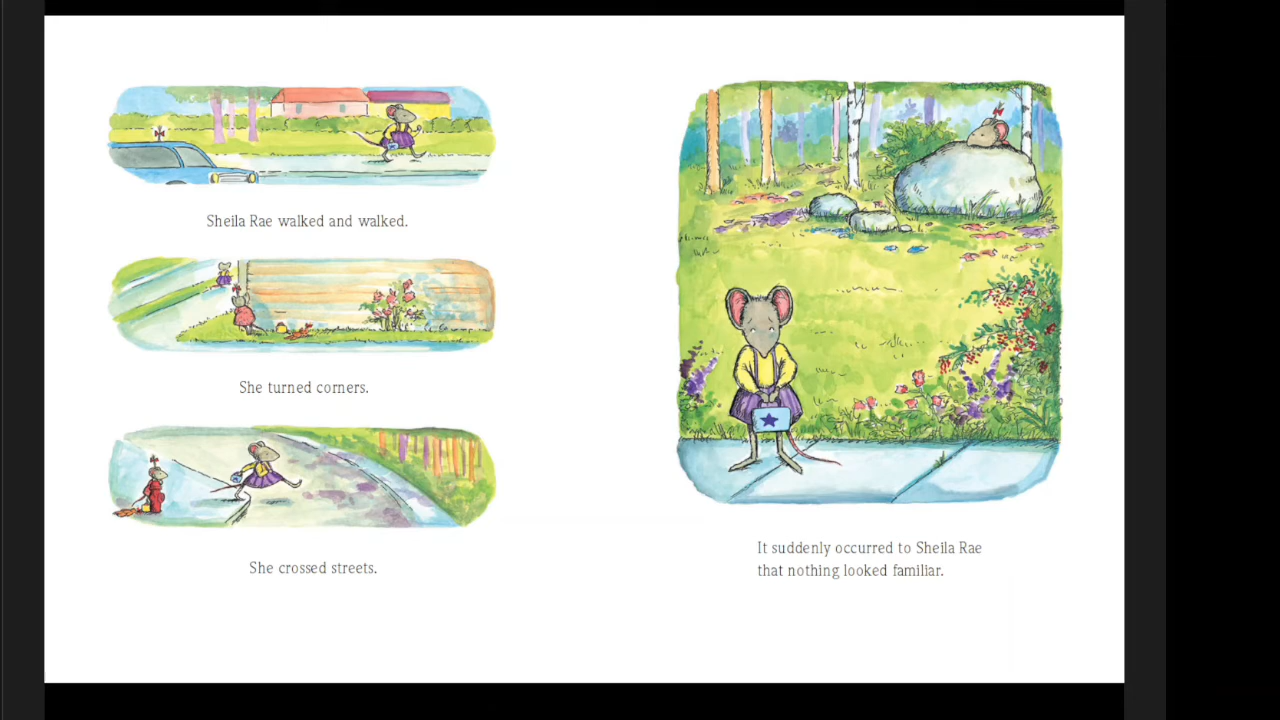 Sheila Rae walked and walked.
She turned corners.
She crossed streets.
It suddenly occurred to Sheila Rae
that nothing looked familiar.